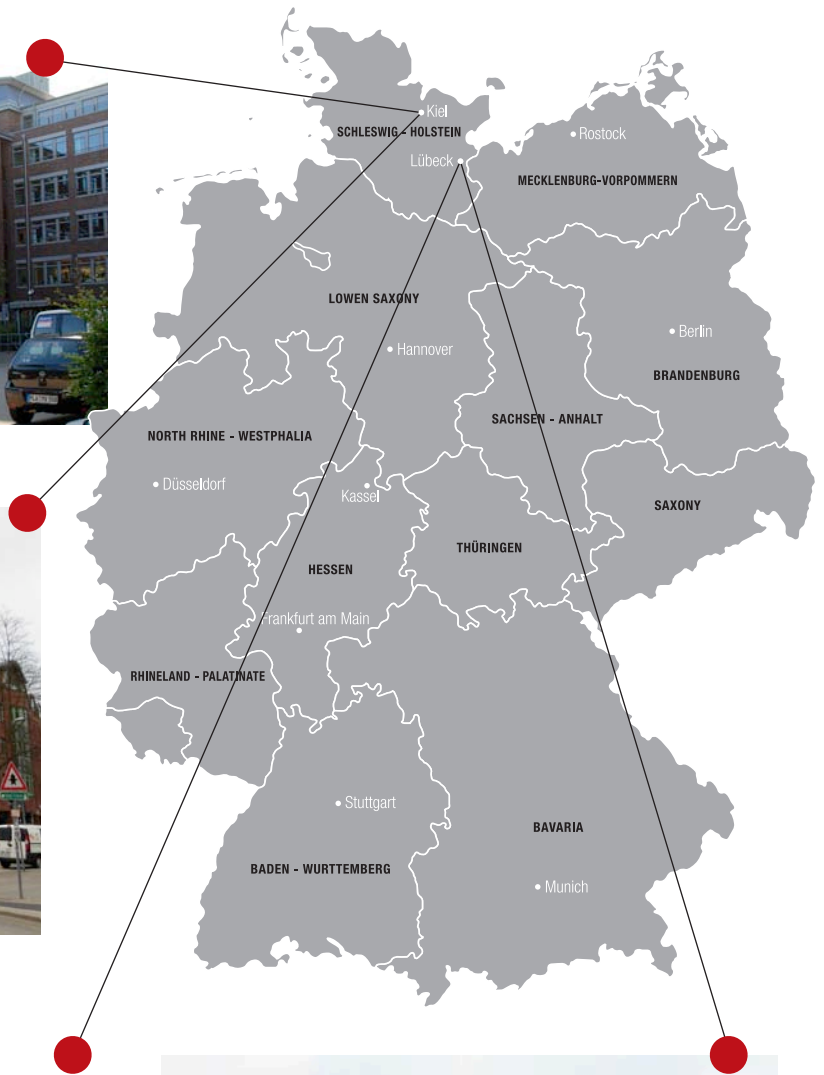 Kiel
SCHLESWIG - HOLSTEIN
Rostock
Lübeck
MECKLENBURG-VORPOMMERN
LOWEN SAXONY
Hannover
Berlin
BRANDENBURG
SACHSEN - ANHALT
NORTH RHINE - WESTPHALIA
Düsseldorf
Kassel
SAXONY
THÜRINGEN
HESSEN
Frankfurt am Main
RHINELAND - PALATINATE
Stuttgart
BAVARIA
BADEN - WURTTEMBERG
Munich